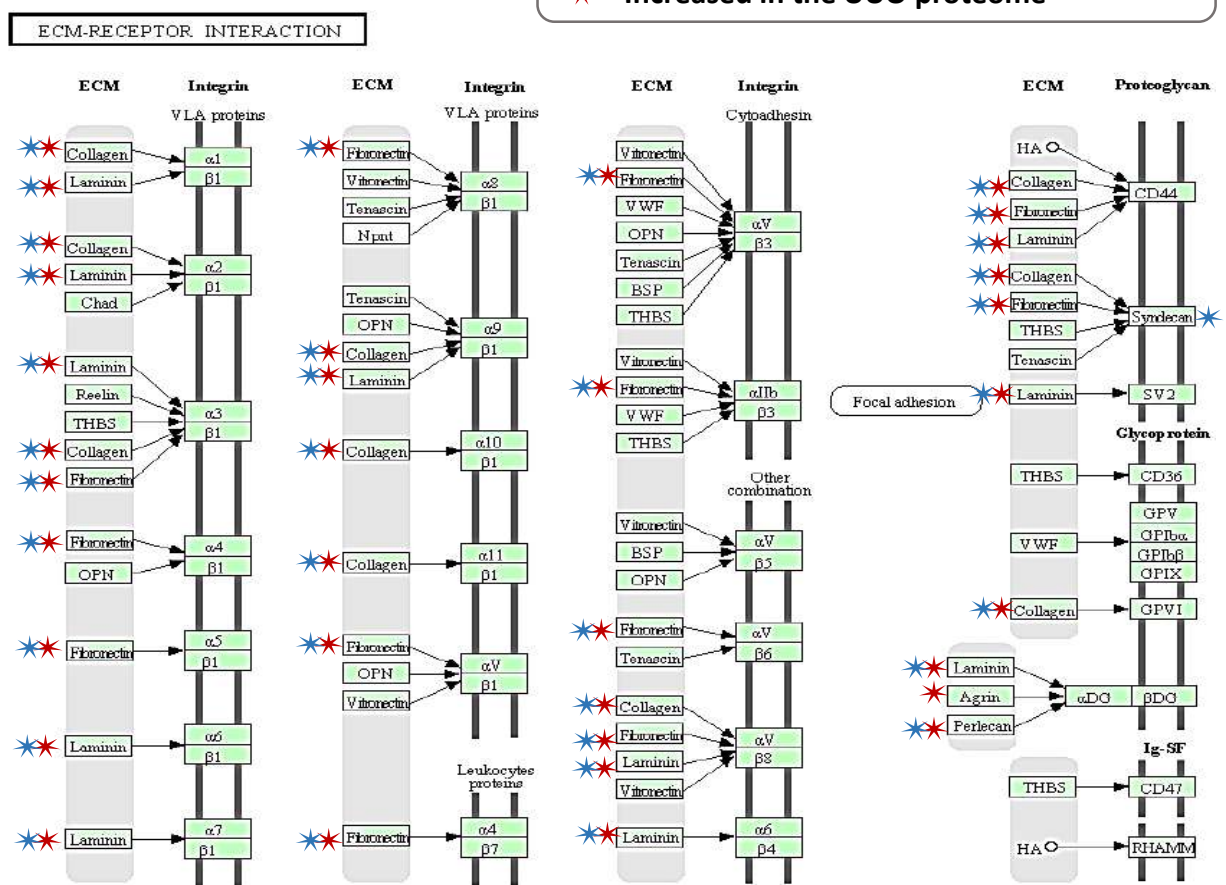 Increased in the
proteome
ECM-RECEPTOR INTERACTION
ECM Integrin
VLA proteins
Collagen
Laminin
α1
β1
Collagen
Laminin
Chad
α2
β1
Laminin
Reelin
THBS
Collagen
Fibronectin
α3
β1
Fibronectin
OPN
α4
β1
Fibronectin
α5
β1
Laminin
α6
β1
Laminin
α7
β1
ECM Integrin
VLA proteins
Fibronectin
Vitronectin
Tenascin
Npnt
α8
β1
Tenascin
OPN
Collagen
Laminin
α9
β1
Collagen
α10
β1
Collagen
α11
β1
Fibronectin
OPN
Vitronectin
αV
β1
Leukocytes
proteins
Fibronectin
α4
β7
ECM Integrin
Cytoadhesin
Vitronectin
Fibronectin
VWF
OPN
Tenascin
BSP
THBS
αV
β3
Vitronectin
Fibronectin
VWF
THBS
αIIb
β3
Other
combination
Vitronectin
BSP
OPN
αV
β5
Fibronectin
Tenascin
αV
β6
Collagen
Fibronectin
Laminin
Vitronectin
αV
β8
Laminin
α6
β4
Focal adhesion
ECM Proteoglycan
HA
Collagen
Fibronectin
Laminin
CD44
Collagen
Fibronectin
THBS
Tenascin
Syndecan
Laminin
SV2
Glycoprotein
THBS
CD36
VWF
GPV
GPIbα
GPIbβ
GPIX
Collagen
GPVI
Laminin
Agrin
Perlecan
αDG
βDG
Ig-SF
THBS
CD47
HA
RHAMM